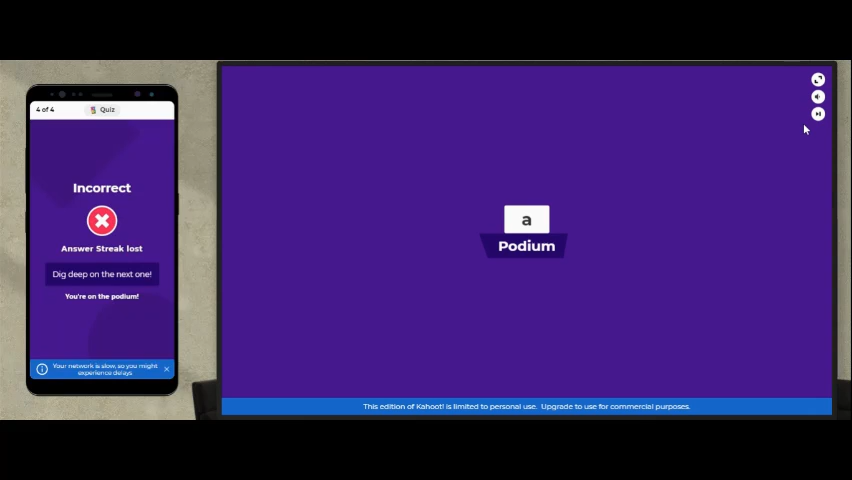 4 of 4
Quiz
Incorrect
Answer Streak lost
Dig deep on the next one!
You're on the podium!
Your network is slow, so you might
experience delays
a
Podium
This edition of Kahoot! is limited to personal use. Upgrade to use for commercial purposes.